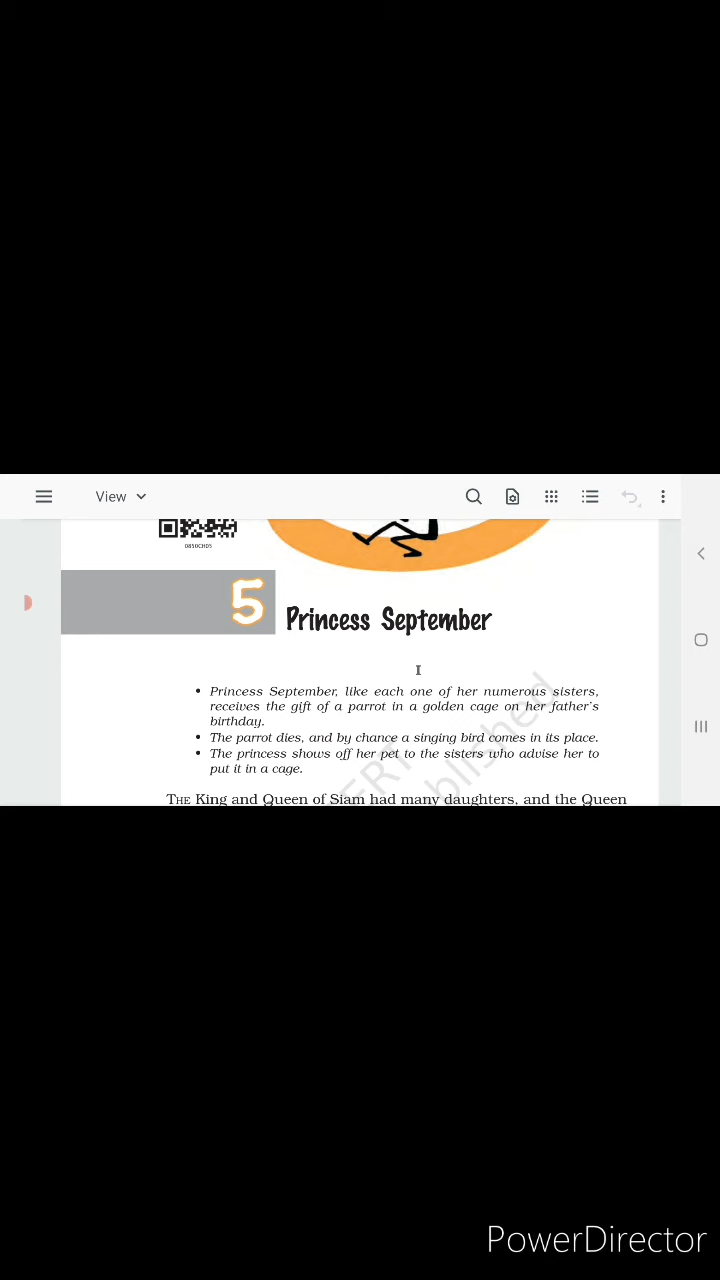 View
0850CH05
5
Princess September
• Princess September, like each one of her numerous sisters,
receives the gift of a parrot in a golden cage on her father's
birthday.
• The parrot dies, and by chance a singing bird comes in its place.
• The princess shows off her pet to the sisters who advise her to
put it in a cage.
THE King and Queen of Siam had many daughters, and the Queen
PowerDirector